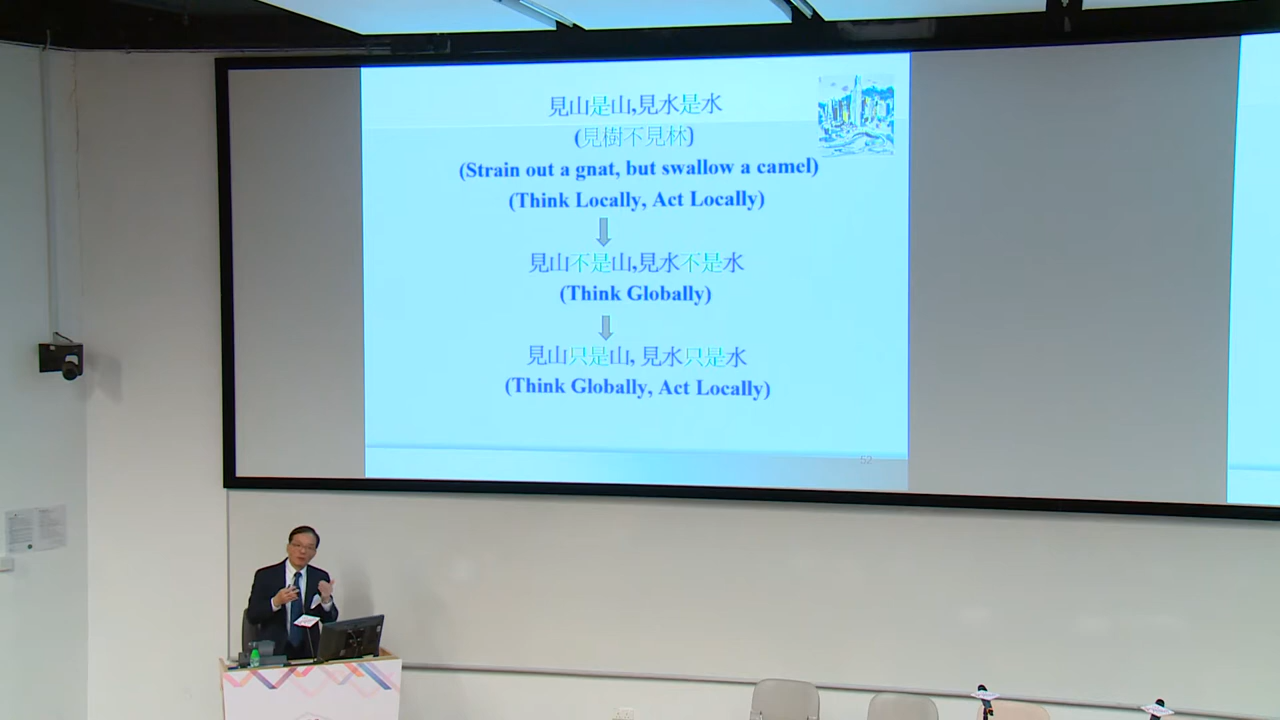 見山是山,見水是水
(見樹不見林)
(Strain out a gnat, but swallow a camel)
(Think Locally, Act Locally)
見山不是山,見水不是水
(Think Globally)
見山只是山, 見水只是水
(Think Globally, Act Locally)
52